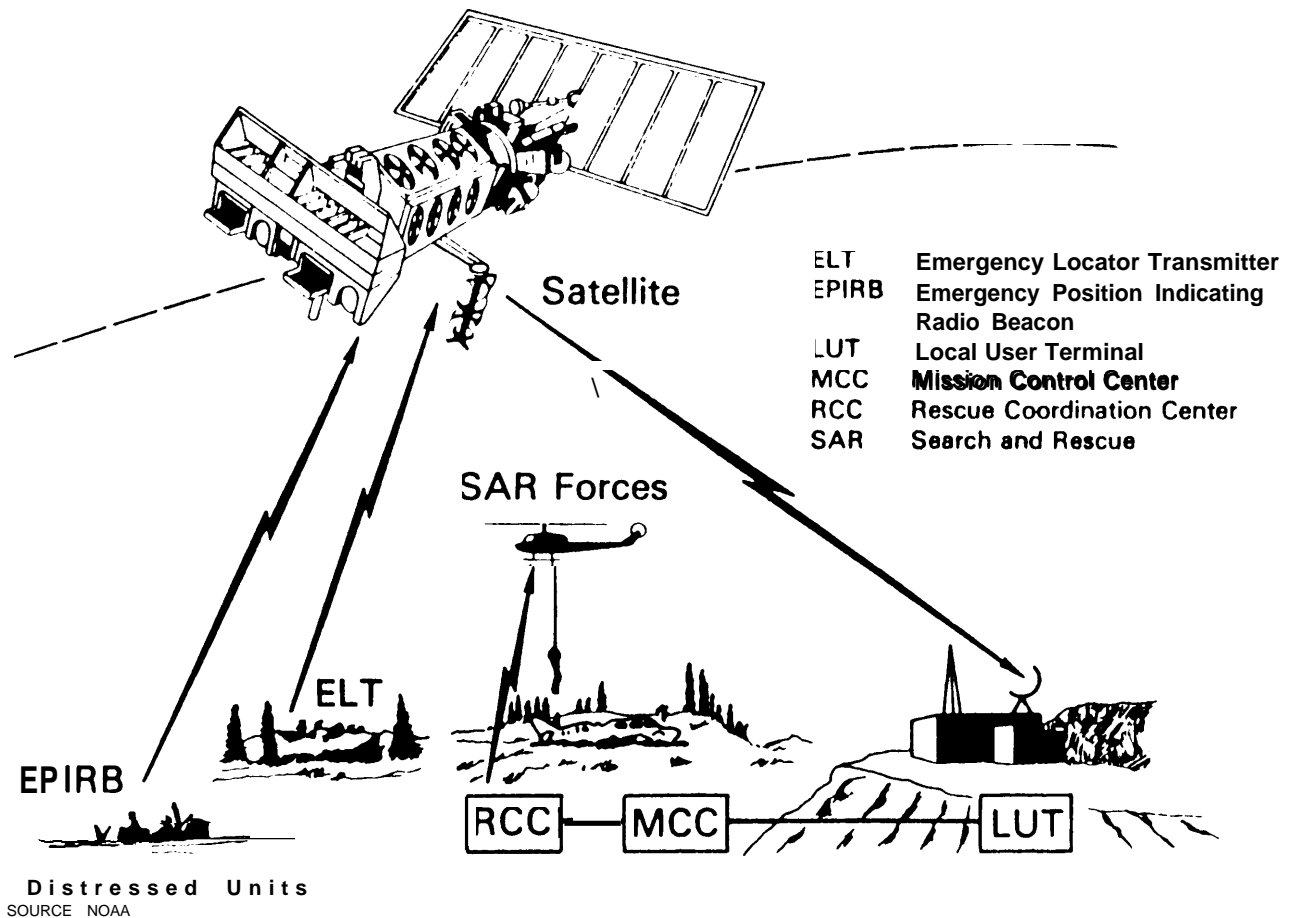 Satellite
ELT Emergency Locator Transmitter
EPIRB Emergency Position Indicating
Radio Beacon
LUT Local User Terminal
MCC Mission Control Center
RCC Rescue Coordination Center
SAR Search and Rescue
SAR Forces
ELT
EPIRB
RCC MCC LUT
Distressed Units
SOURCE NOAA